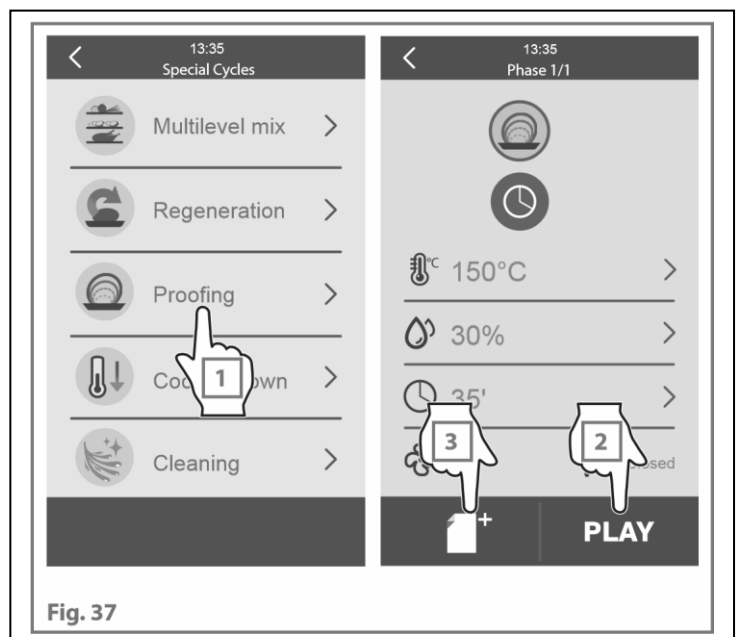 13:35
Special Cycles
Multilevel mix
Regeneration
Proofing
1
Cleaning
13:35
Phase 1/1
°C 150°C
30%
35'
3
2
+
PLAY
Fig. 37